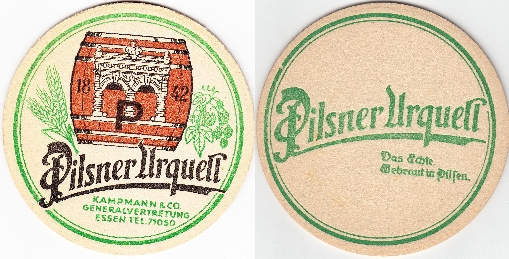 18 42
P
Pilsner Urquell
KAMPMANN & CO.
GENERALVERTRETUNG
ESSEN TEL. 71050
Pilsner Urquell
Das Echte
Gebraut in Pilsen.